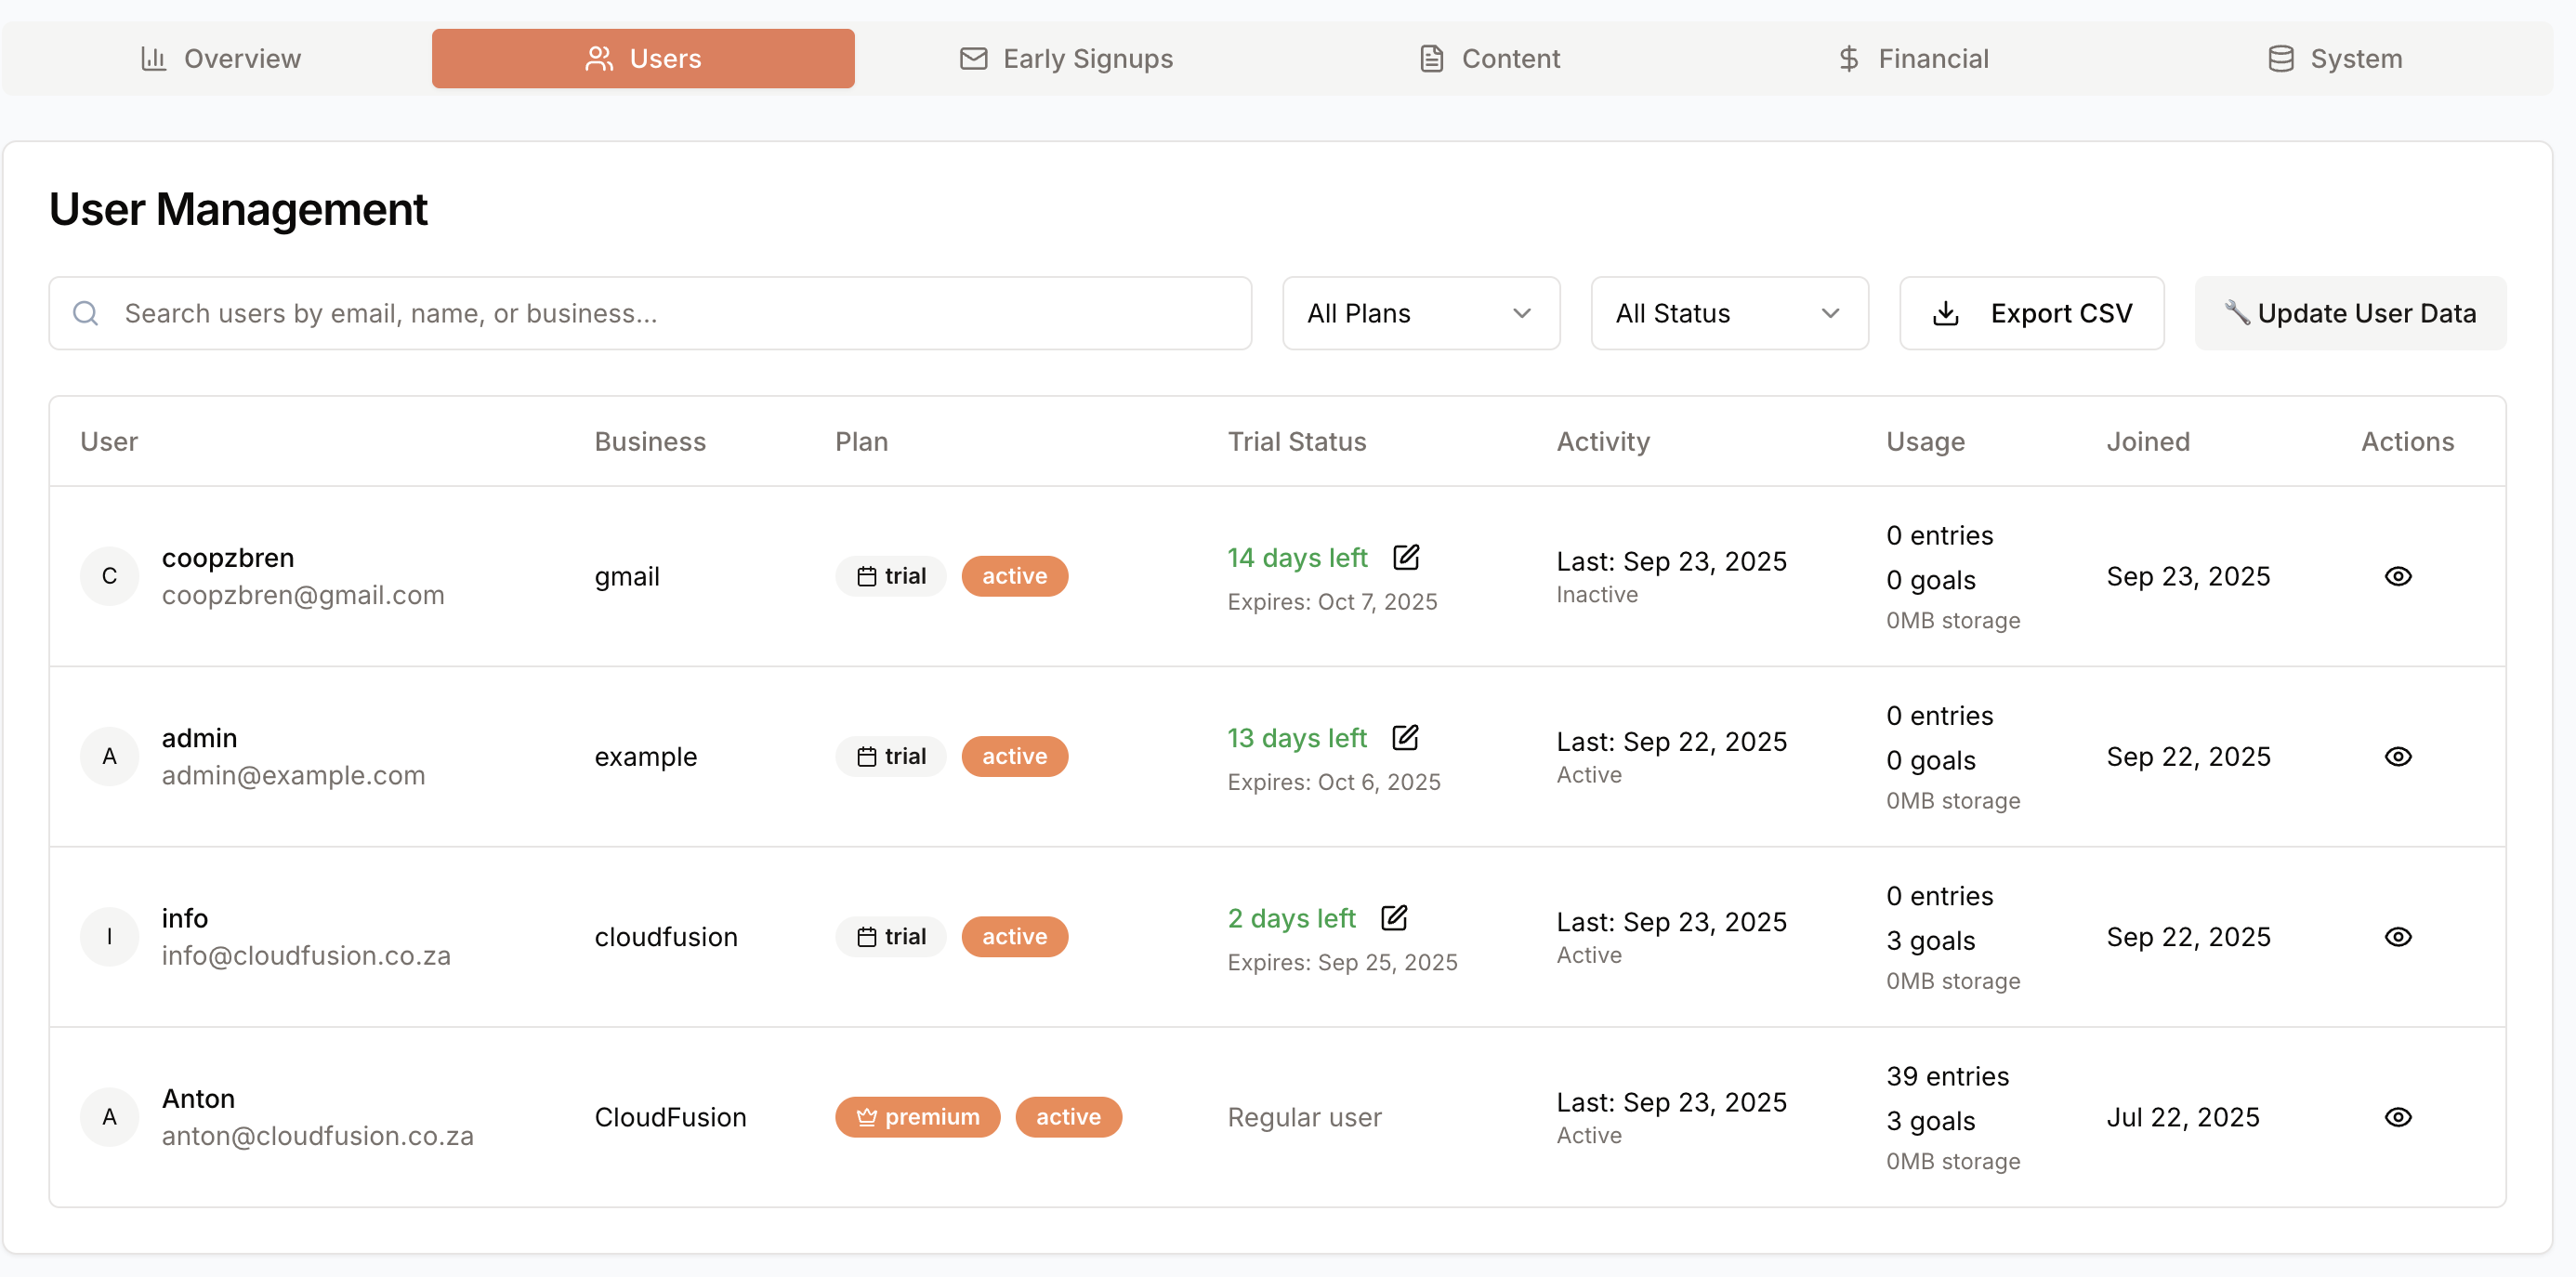 Overview
Users
Early Signups
Content
Financial
System
User Management
Search users by email, name, or business...
All Plans
All Status
Export CSV
Update User Data
User
Business
Plan
Trial Status
Activity
Usage
Joined
Actions
C
coopzbren
coopzbren@gmail.com
gmail
trial
active
14 days left
Expires: Oct 7, 2025
Last: Sep 23, 2025
Inactive
0 entries
0 goals
0MB storage
Sep 23, 2025
A
admin
admin@example.com
example
trial
active
13 days left
Expires: Oct 6, 2025
Last: Sep 22, 2025
Active
0 entries
0 goals
0MB storage
Sep 22, 2025
I
info
info@cloudfusion.co.za
cloudfusion
trial
active
2 days left
Expires: Sep 25, 2025
Last: Sep 23, 2025
Active
0 entries
3 goals
0MB storage
Sep 22, 2025
A
Anton
anton@cloudfusion.co.za
CloudFusion
premium
active
Regular user
Last: Sep 23, 2025
Active
39 entries
3 goals
0MB storage
Jul 22, 2025